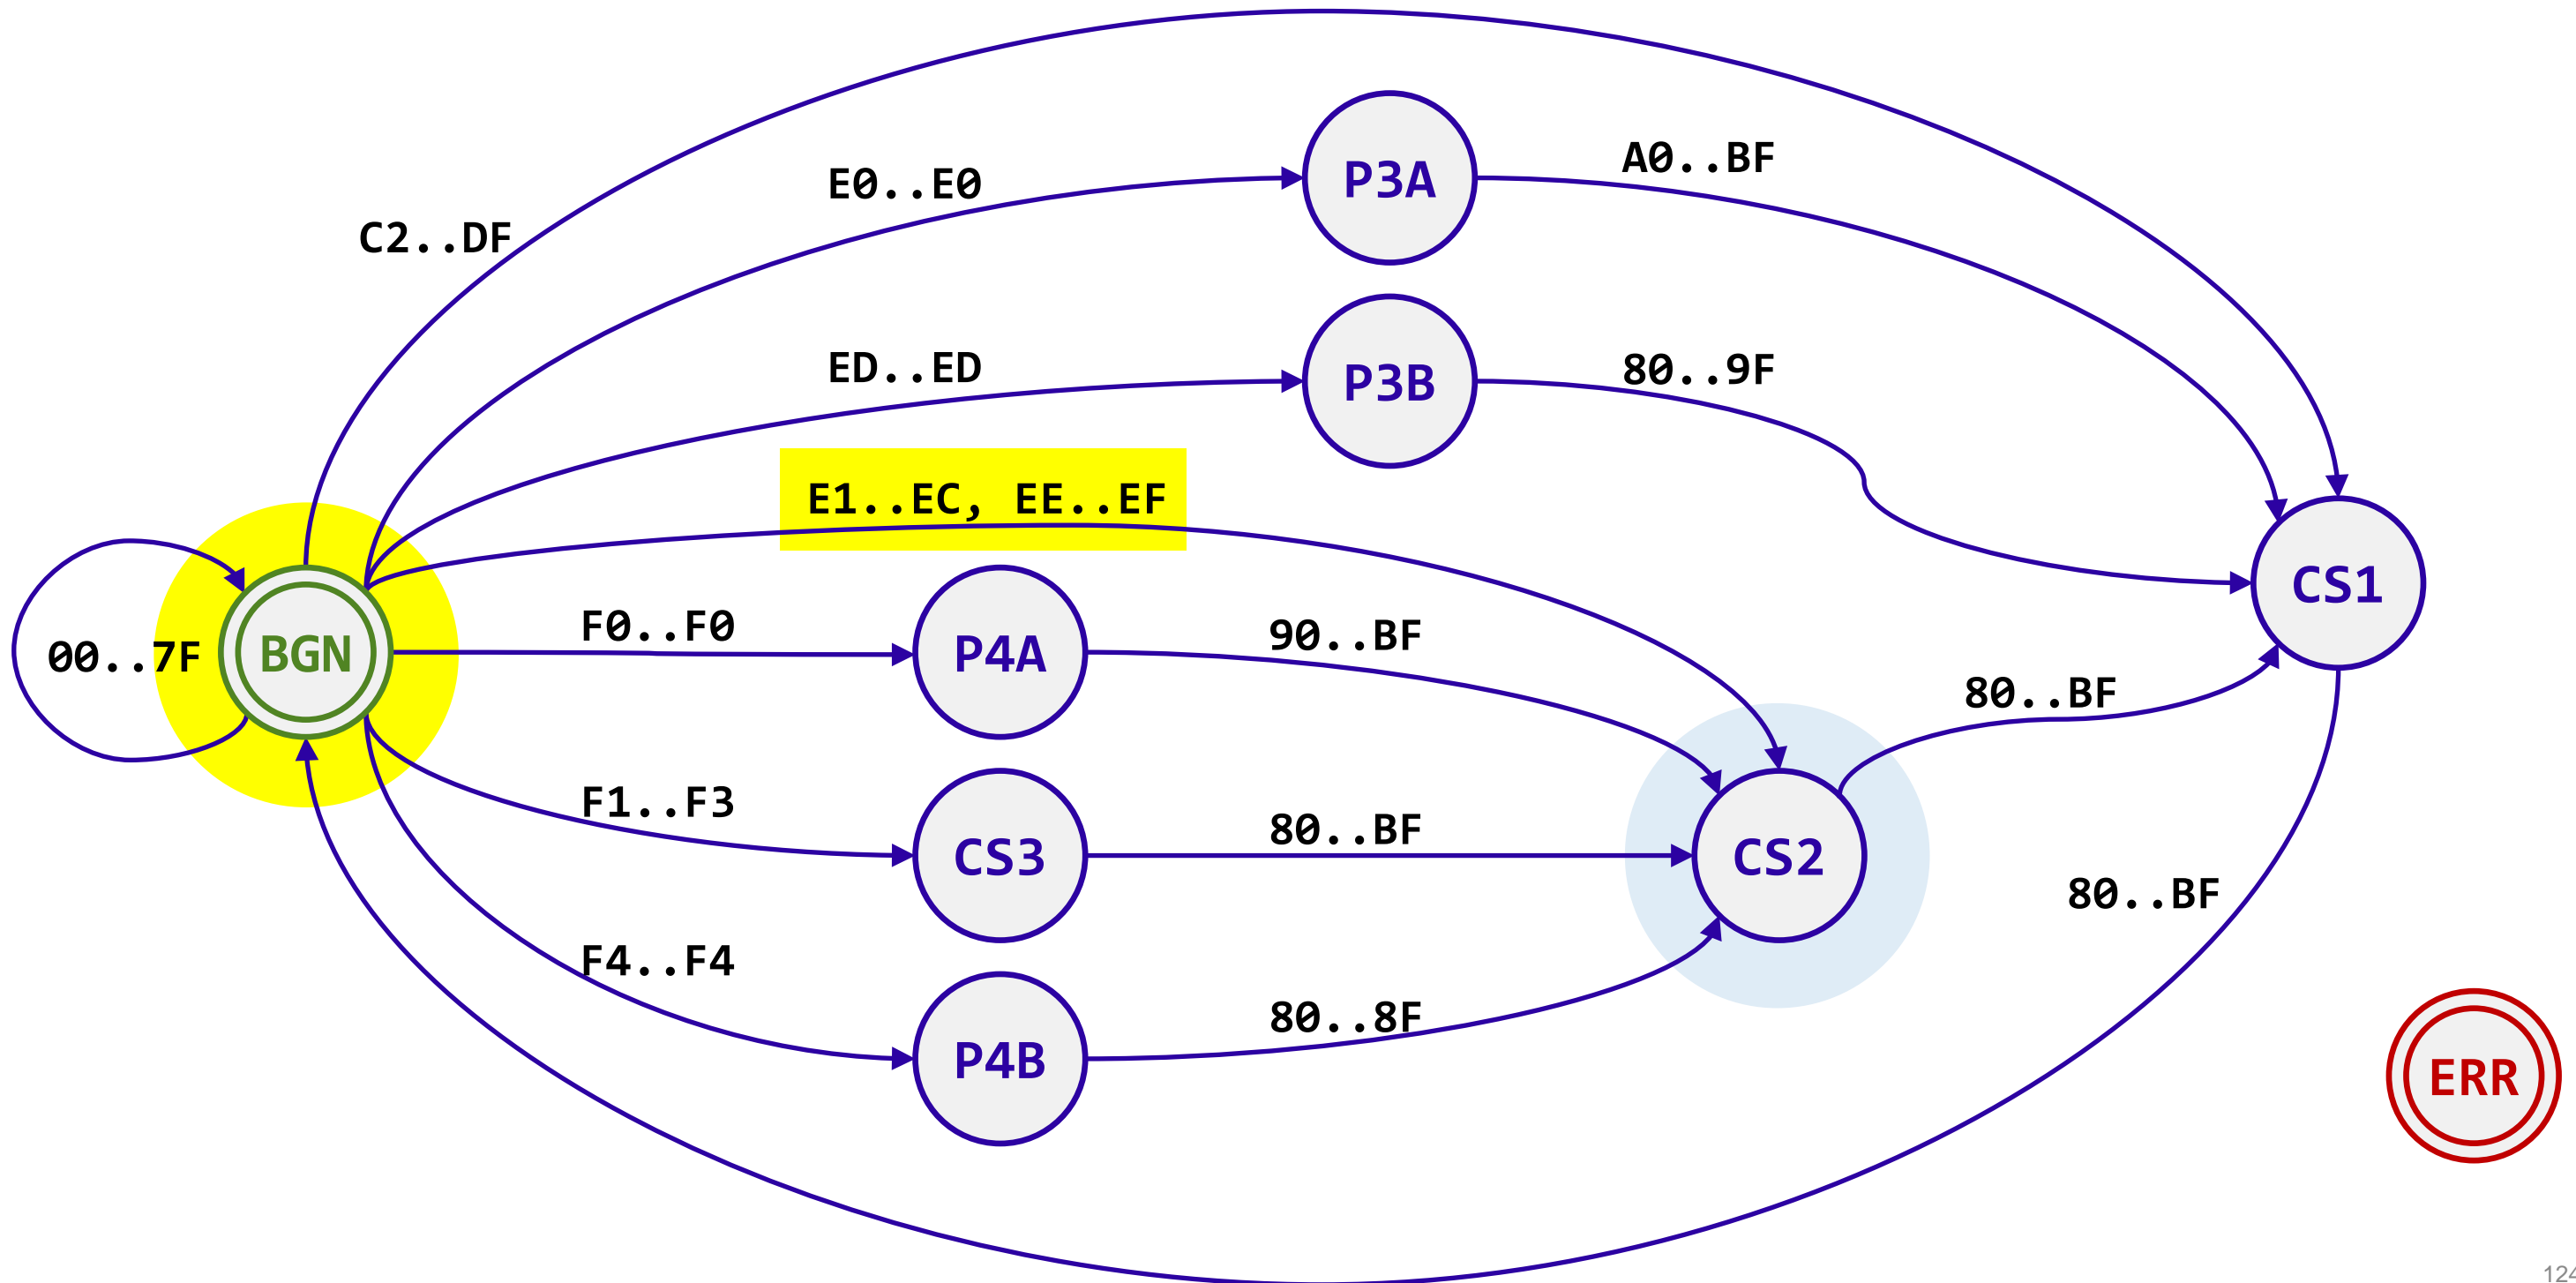 C2..DF
E0..E0
P3A
A0..BF
ED..ED
P3B
80..9F
E1..EC, EE..EF
00..7F
BGN
F0..F0
P4A
90..BF
CS1
80..BF
F1..F3
CS3
80..BF
CS2
80..BF
F4..F4
P4B
80..8F
ERR
124